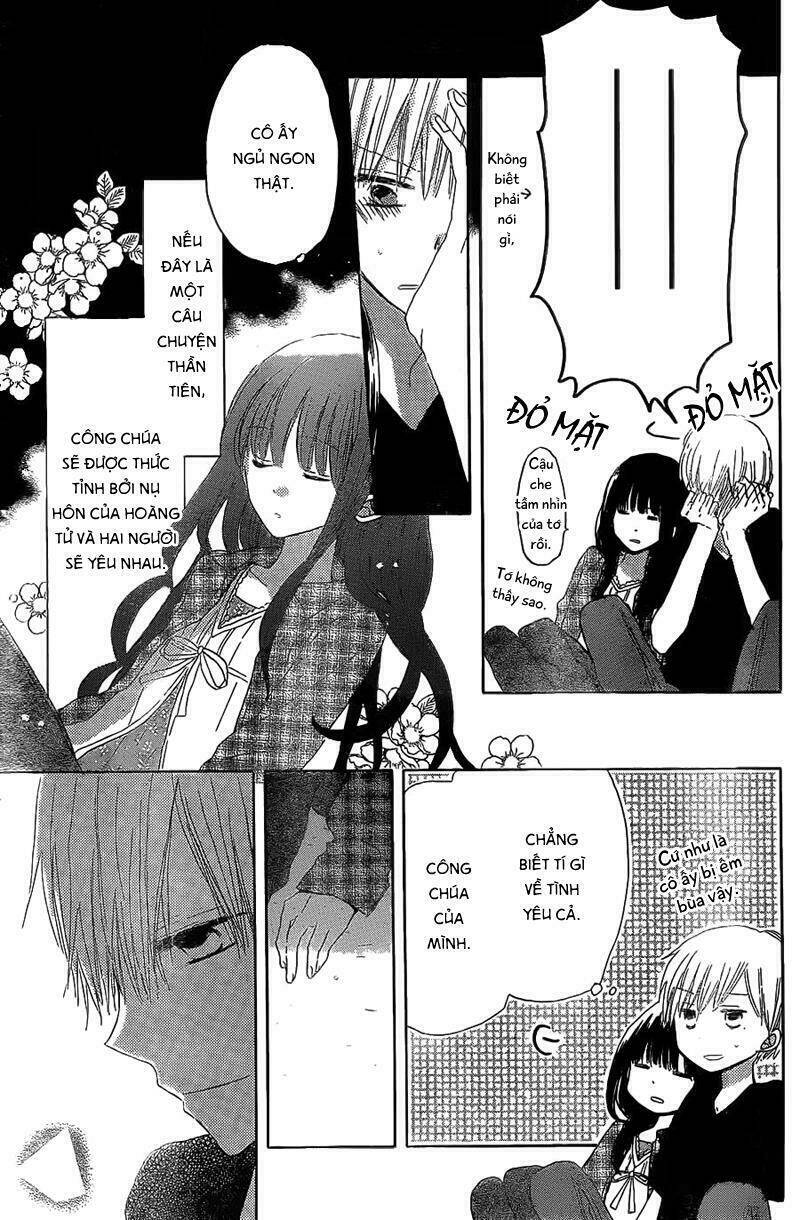 Không
biết
phải
nói
gì,
ĐỎ MẶT
ĐỎ MẶT
Cậu
che
tầm nhìn
của tớ
rồi.
Tớ không
thấy sao.
CÔ ẤY
NGỦ NGON
THẬT.
NẾU
ĐÂY LÀ
MỘT
CÂU
CHUYỆN
THẦN
TIÊN,
CÔNG CHÚA
SẼ ĐƯỢC THỨC
TỈNH BỞI NỤ
HÔN CỦA HOÀNG
TỬ VÀ HAI NGƯỜI
SẼ YÊU NHAU.
Cứ như là
cô ấy bị ếm
bùa vậy.
CHẲNG
BIẾT TÍ GÌ
VỀ TÌNH
YÊU CẢ.
CÔNG
CHÚA
CỦA
MÌNH.